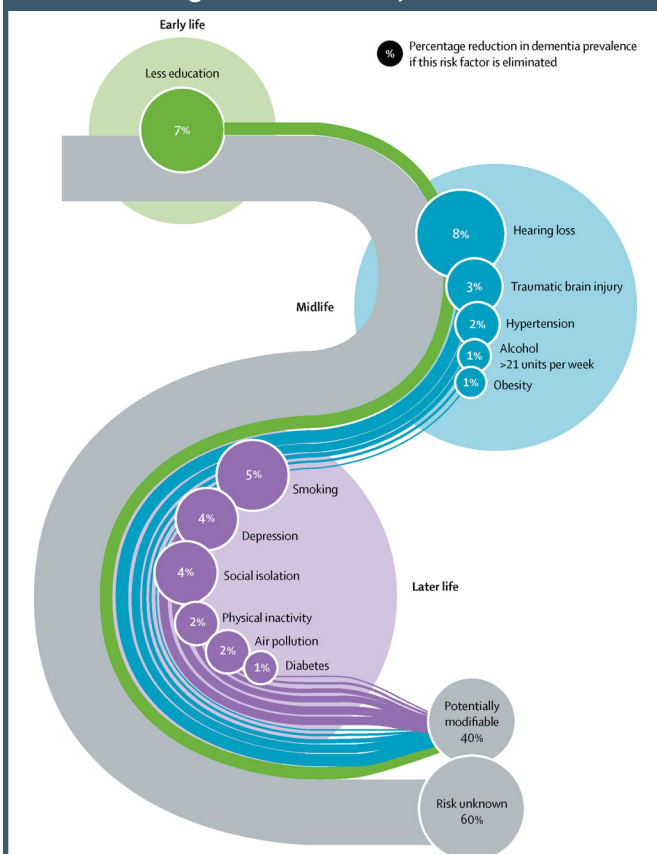 Early life
% Percentage reduction in dementia prevalence
if this risk factor is eliminated
Less education
7%
8%
Hearing loss
3%
Traumatic brain injury
Midlife
2%
Hypertension
1%
Alcohol
>21 units per week
1%
Obesity
5%
Smoking
4%
Depression
4%
Social isolation
Later life
2%
Physical inactivity
2%
Air pollution
1%
Diabetes
Potentially
modifiable
40%
Risk unknown
60%